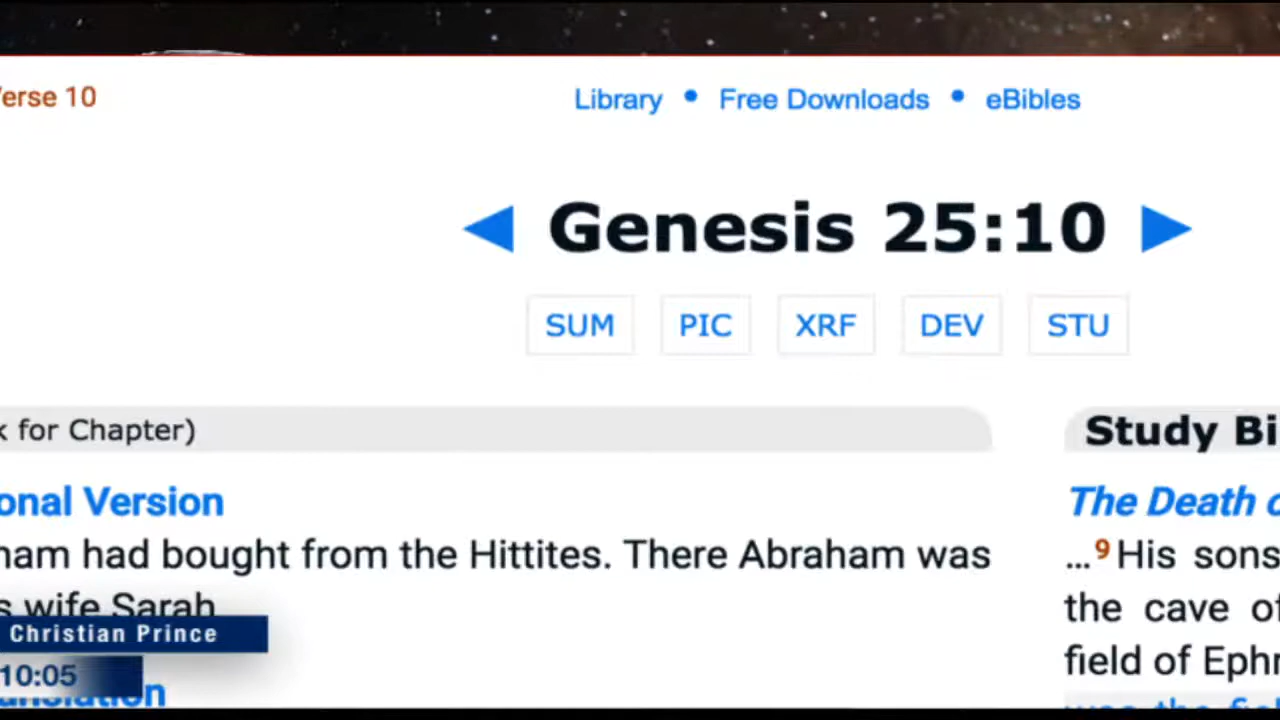 erse 10
Library • Free Downloads • eBibles
Genesis 25:10
SUM PIC XRF DEV STU
k for Chapter)
Study Bi
onal Version
The Death
ham had bought from the Hittites. There Abraham was
...9 His sons
s wife Sarah
the cave of
Christian Prince
field of Eph
10:05